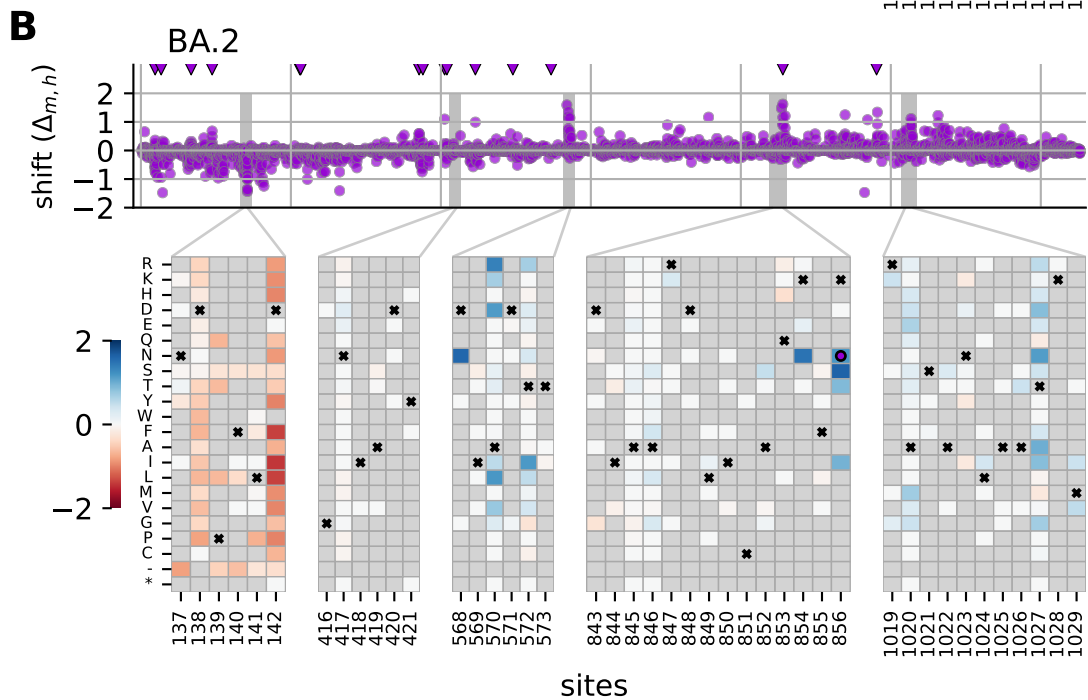 B
BA.2
shift (Δm,h)
2
1
0
−1
−2
R
K
H
D
E
Q
N
S
T
Y
W
F
A
I
L
M
V
G
P
C
-
*
2
0
−2
137 138 139 140 141 142 416 417 418 419 420 421 568 569 570 571 572 573 843 844 845 846 847 848 849 850 851 852 853 854 855 856 1019 1020 1021 1022 1023 1024 1025 1026 1027 1028 1029
sites